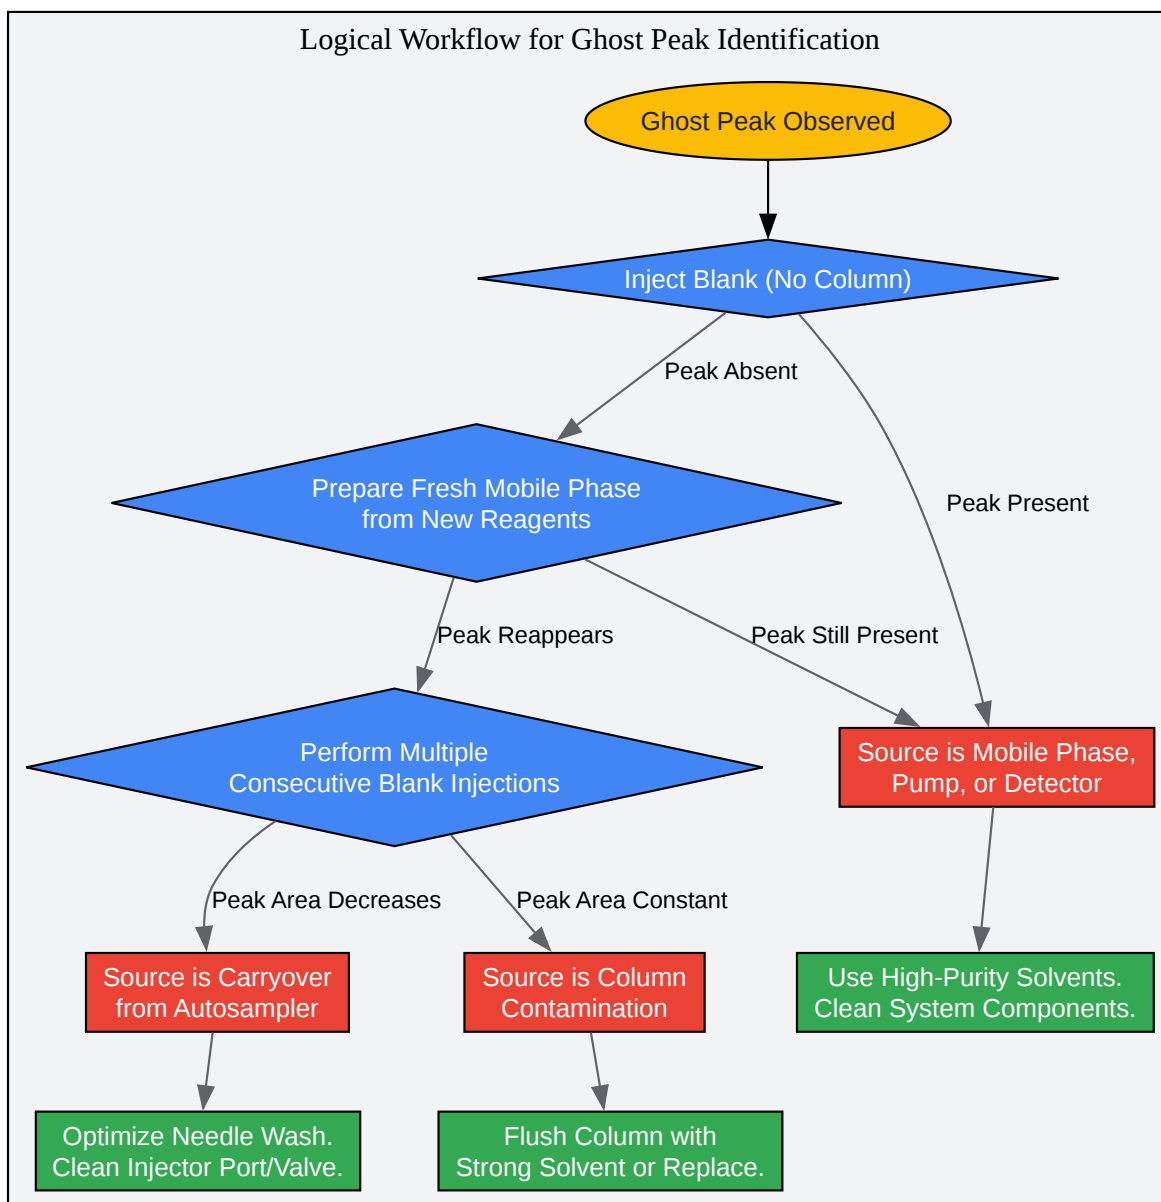 Logical Workflow for Ghost Peak Identification
Ghost Peak Observed
Inject Blank (No Column)
Peak Absent
Prepare Fresh Mobile Phase
from New Reagents
Peak Present
Peak Reappears
Peak Still Present
Perform Multiple
Consecutive Blank Injections
Source is Mobile Phase,
Pump, or Detector
Peak Area Decreases
Peak Area Constant
Source is Carryover
from Autosampler
Source is Column
Contamination
Use High-Purity Solvents.
Clean System Components.
Optimize Needle Wash.
Clean Injector Port/Valve.
Flush Column with
Strong Solvent or Replace.